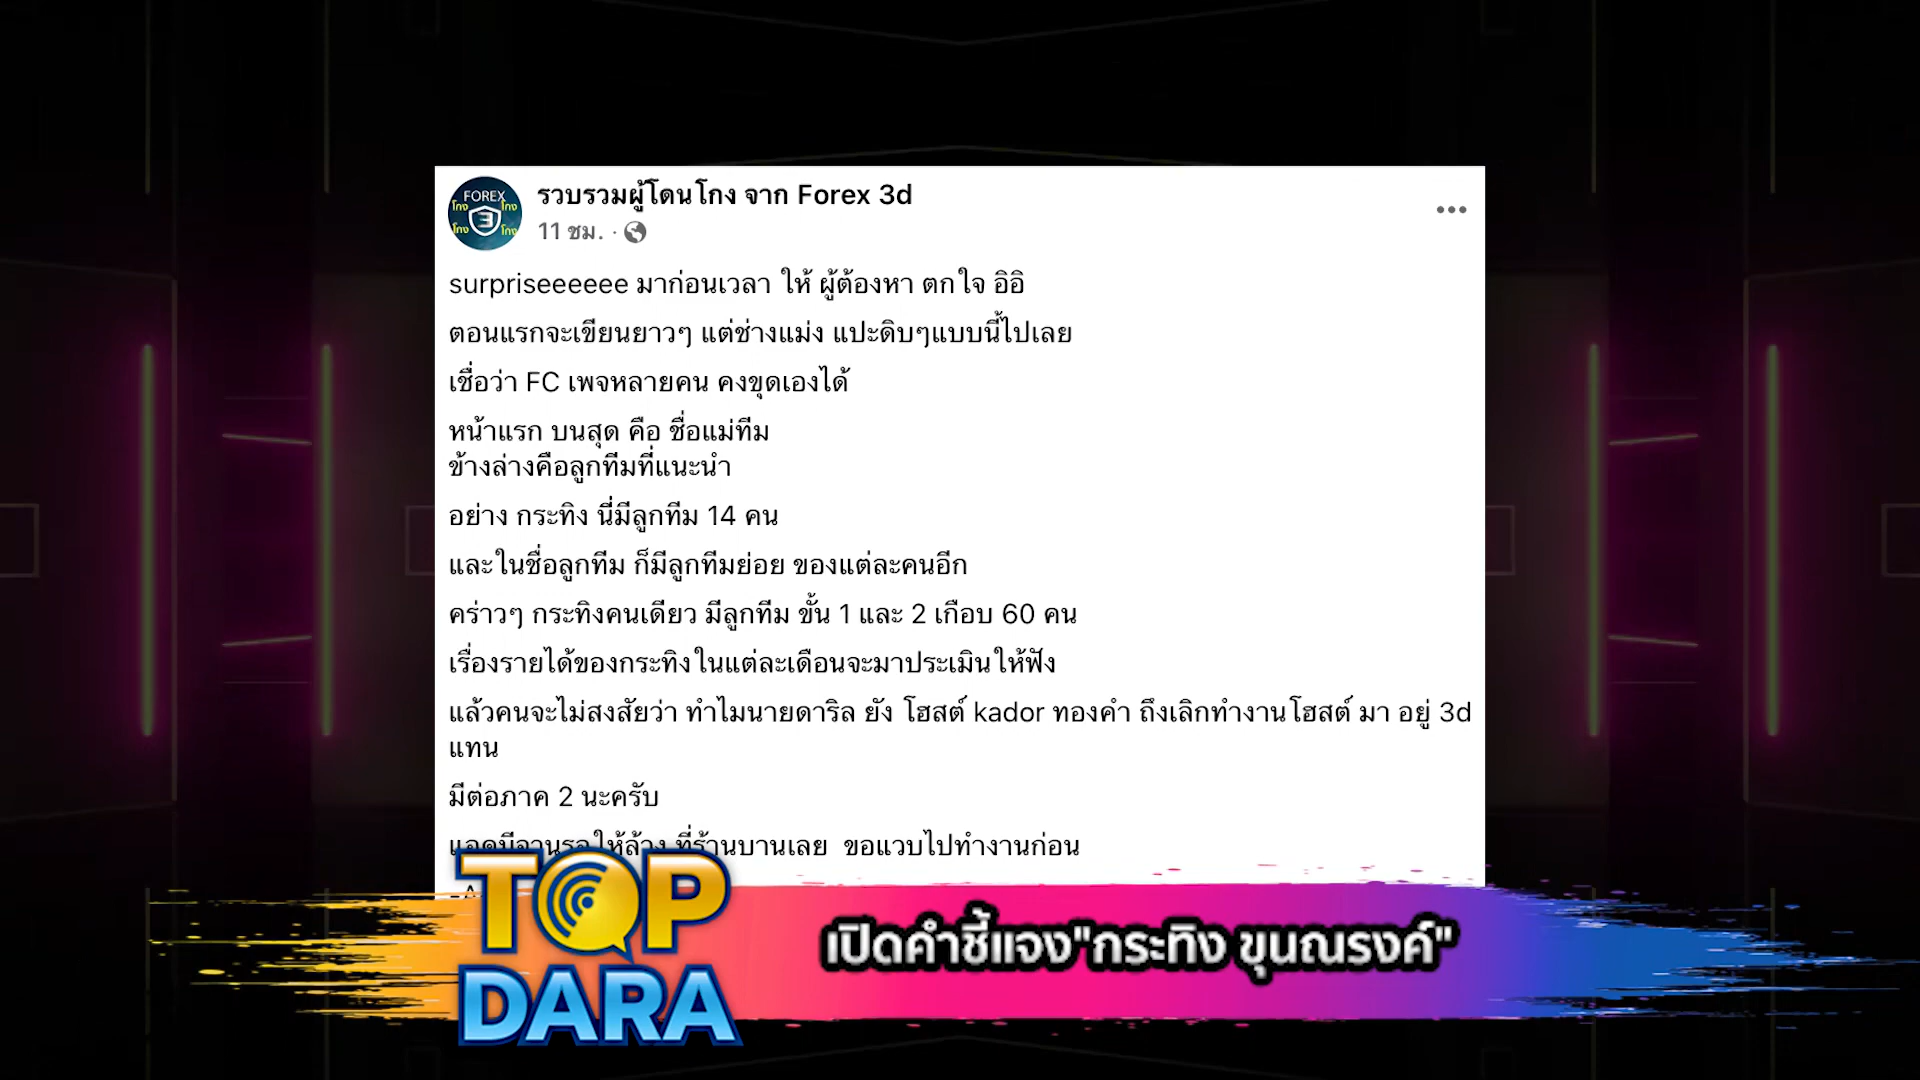 FOREX
โกง
โกง
3
โกง
โกง
รวบรวมผู้โดนโกง จาก Forex 3d
11 ชม. ·
surpriseeeeee มาก่อนเวลา ให้ ผู้ต้องหา ตกใจ อิอิ
ตอนแรกจะเขียนยาวๆ แต่ช่างแม่ง แปะดิบๆแบบนี้ไปเลย
เชื่อว่า FC เพจหลายคน คงขุดเองได้
หน้าแรก บนสุด คือ ชื่อแม่ทีม
ข้างล่างคือลูกทีมที่แนะนำ
อย่าง กระทิง นี่มีลูกทีม 14 คน
และในชื่อลูกทีม ก็มีลูกทีมย่อย ของแต่ละคนอีก
คร่าวๆ กระทิงคนเดียว มีลูกทีม ขั้น 1 และ 2 เกือบ 60 คน
เรื่องรายได้ของกระทิงในแต่ละเดือนจะมาประเมินให้ฟัง
แล้วคนจะไม่สงสัยว่า ทำไมนายดาริล ยัง โฮสต์ kador ทองคำ ถึงเลิกทำงานโฮสต์ มา อยู่ 3d
แทน
มีต่อภาค 2 นะครับ
แอดมีจานรอให้ล้าง ที่ร้านบานเลย ขอแวบไปทำงานก่อน
TOP
DARA
เปิดคำชี้แจง"กระทิง ขุนณรงค์"